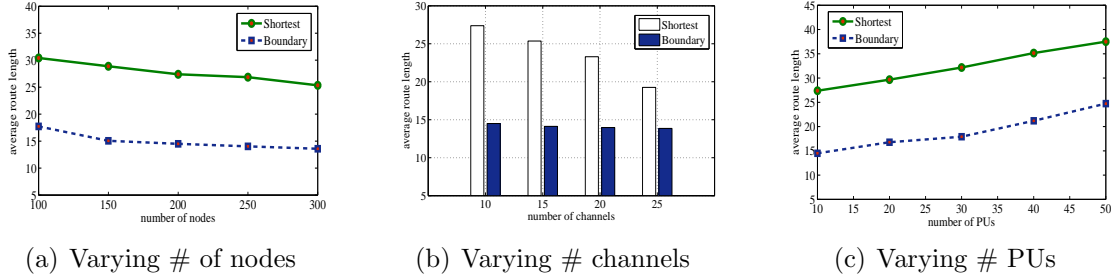 40
35
30
25
20
15
10
5
100
150
200
250
300
average route length
number of nodes
Shortest
Boundary
(a) Varying # of nodes
30
25
20
15
10
5
10
15
20
25
average route length
number of channels
Shortest
Boundary
(b) Varying # channels
45
40
35
30
25
20
15
10
5
10
15
20
25
30
35
40
45
50
average route length
number of PUs
Shortest
Boundary
(c) Varying # PUs